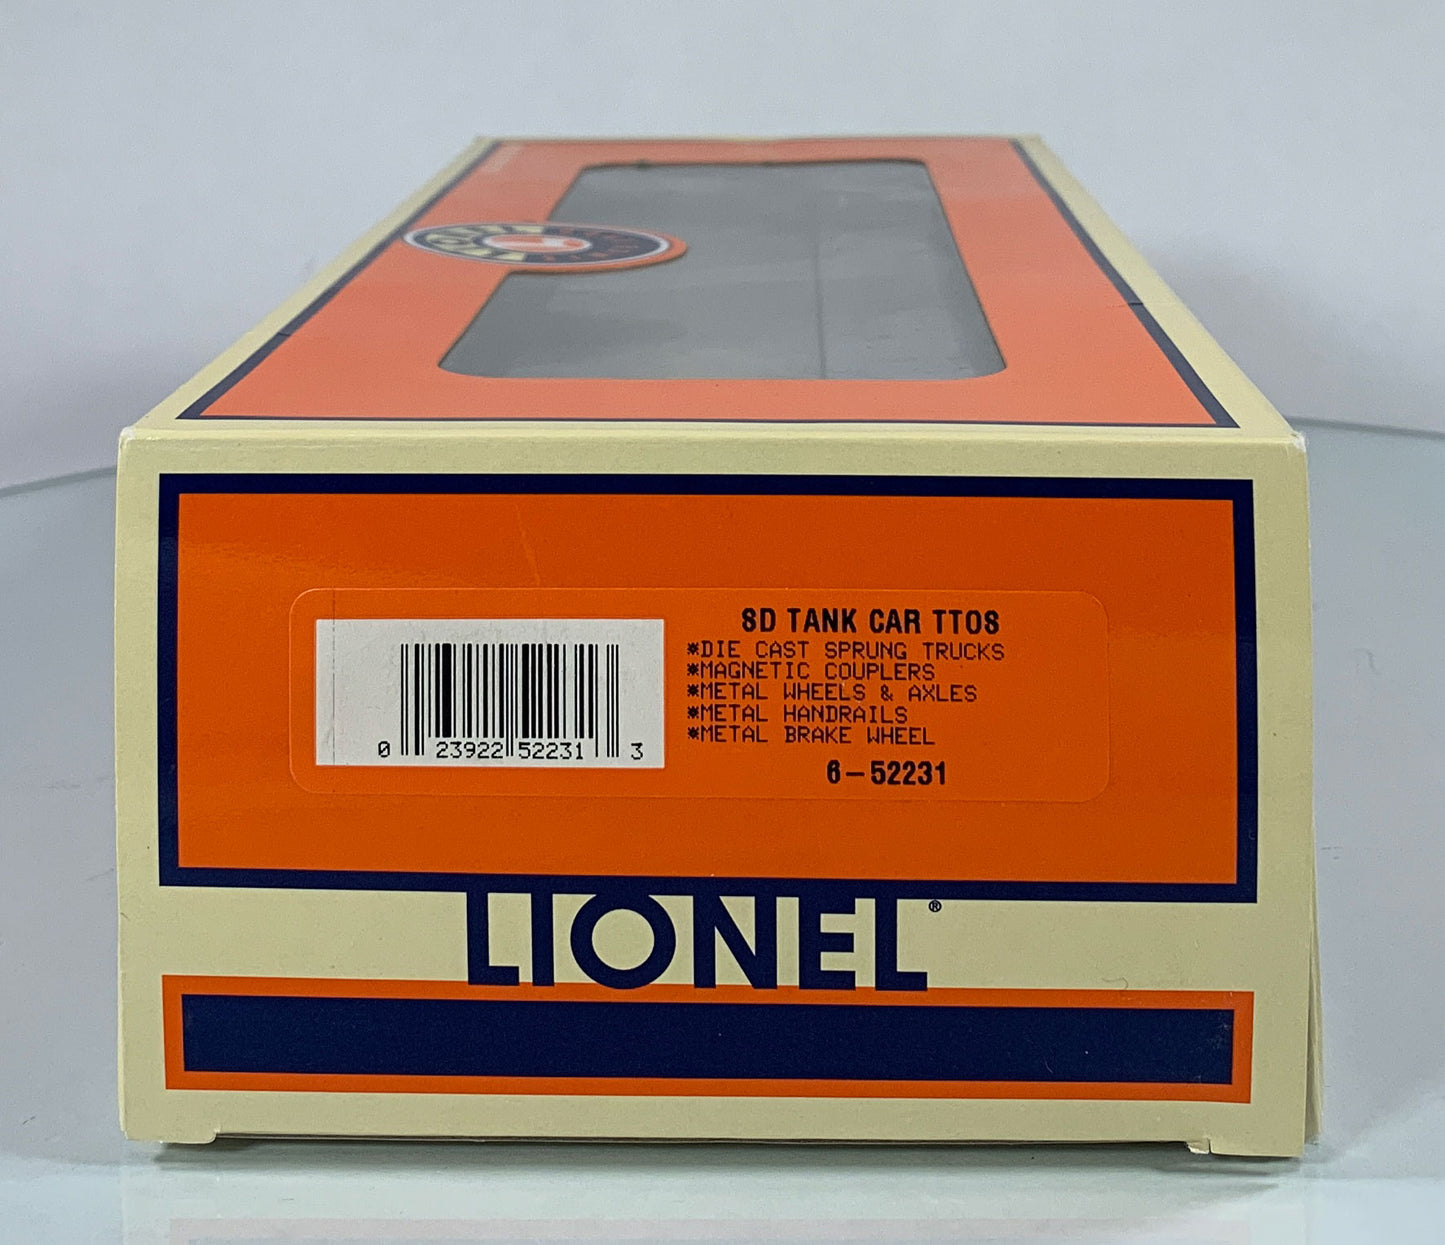 8D TANK CAR TTOS
*DIE CAST SPRUNG TRUCKS
*MAGNETIC COUPLERS
*METAL WHEELS & AXLES
*METAL HANDRAILS
*METAL BRAKE WHEEL
6-52231
0 23922 52231 3
LIONEL®